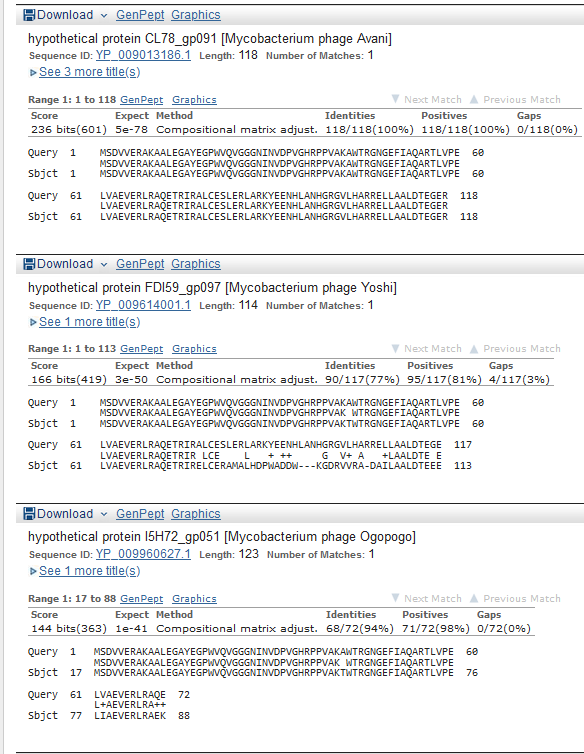 Download GenPept Graphics
hypothetical protein CL78_gp091 [Mycobacterium phage Avani]
Sequence ID: YP_009013186.1 Length: 118 Number of Matches: 1
See 3 more title(s)
Range 1: 1 to 118 GenPept Graphics Next Match Previous Match
Score Expect Method Identities Positives Gaps
236 bits(601) 5e-78 Compositional matrix adjust. 118/118(100%) 118/118(100%) 0/118(0%)
Query 1 MSDVVERAKAALEGAYEGPWVQVGGGNINVDPVGHRPPVAKAWTRGNGEFIAQARTLVPE 60
MSDVVERAKAALEGAYEGPWVQVGGGNINVDPVGHRPPVAKAWTRGNGEFIAQARTLVPE
Sbjct 1 MSDVVERAKAALEGAYEGPWVQVGGGNINVDPVGHRPPVAKAWTRGNGEFIAQARTLVPE 60
Query 61 LVAEVERLRAQETRIRALCESLERLARKYEENHLANHGRGVLHARRELLAALDTEGER 118
LVAEVERLRAQETRIRALCESLERLARKYEENHLANHGRGVLHARRELLAALDTEGER
Sbjct 61 LVAEVERLRAQETRIRALCESLERLARKYEENHLANHGRGVLHARRELLAALDTEGER 118
Download GenPept Graphics
hypothetical protein FDI59_gp097 [Mycobacterium phage Yoshi]
Sequence ID: YP_009614001.1 Length: 114 Number of Matches: 1
See 1 more title(s)
Range 1: 1 to 113 GenPept Graphics Next Match Previous Match
Score Expect Method Identities Positives Gaps
166 bits(419) 3e-50 Compositional matrix adjust. 90/117(77%) 95/117(81%) 4/117(3%)
Query 1 MSDVVERAKAALEGAYEGPWVQVGGGNINVDPVGHRPPVAKAWTRGNGEFIAQARTLVPE 60
MSDVVERAKAALEGAYEGPWVQVGGGNINVDPVGHRPPVAK WTRGNGEFIAQARTLVPE
Sbjct 1 MSDVVERAKAALEGAYEGPWVQVGGGNINVDPVGHRPPVAKTWTRGNGEFIAQARTLVPE 60
Query 61 LVAEVERLRAQETRIRALCESLERLARKYEENHLANHGRGVLHARRELLAALDTEGE 117
LVAEVERLRAQETRIR LCE L + ++ G V+ A +LAALDTE E
Sbjct 61 LVAEVERLRAQETRIRELCERAMALHDPWADDW---KGDRVVRA-DAILAALDTEEE 113
Download GenPept Graphics
hypothetical protein I5H72_gp051 [Mycobacterium phage Ogopogo]
Sequence ID: YP_009960627.1 Length: 123 Number of Matches: 1
See 1 more title(s)
Range 1: 17 to 88 GenPept Graphics Next Match Previous Match
Score Expect Method Identities Positives Gaps
144 bits(363) 1e-41 Compositional matrix adjust. 68/72(94%) 71/72(98%) 0/72(0%)
Query 1 MSDVVERAKAALEGAYEGPWVQVGGGNINVDPVGHRPPVAKAWTRGNGEFIAQARTLVPE 60
MSDVVERAKAALEGAYEGPWVQVGGGNINVDPVGHRPPVAK WTRGNGEFIAQARTLVPE
Sbjct 17 MSDVVERAKAALEGAYEGPWVQVGGGNINVDPVGHRPPVAKTWTRGNGEFIAQARTLVPE 76
Query 61 LVAEVERLRAQE 72
L+AEVERLRA++
Sbjct 77 LIAEVERLRAEK 88